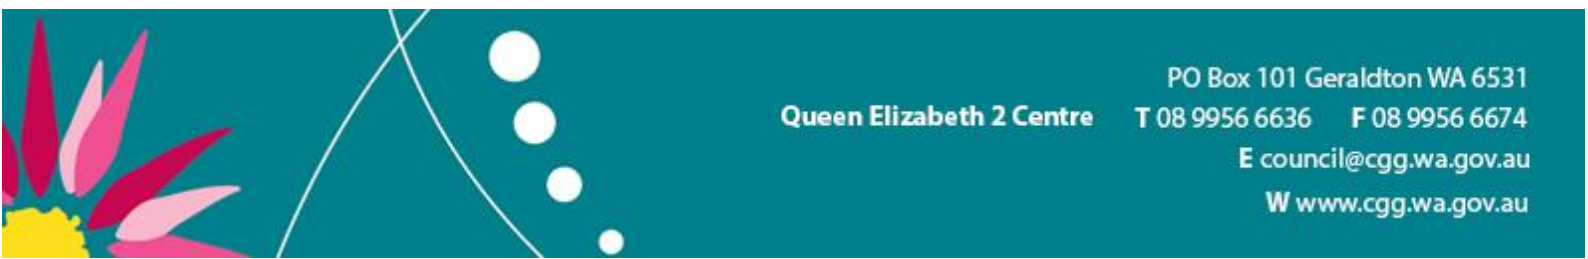 PO Box 101 Geraldton WA 6531
Queen Elizabeth 2 Centre T 08 9956 6636 F 08 9956 6674
E council@cgg.wa.gov.au
W www.cgg.wa.gov.au